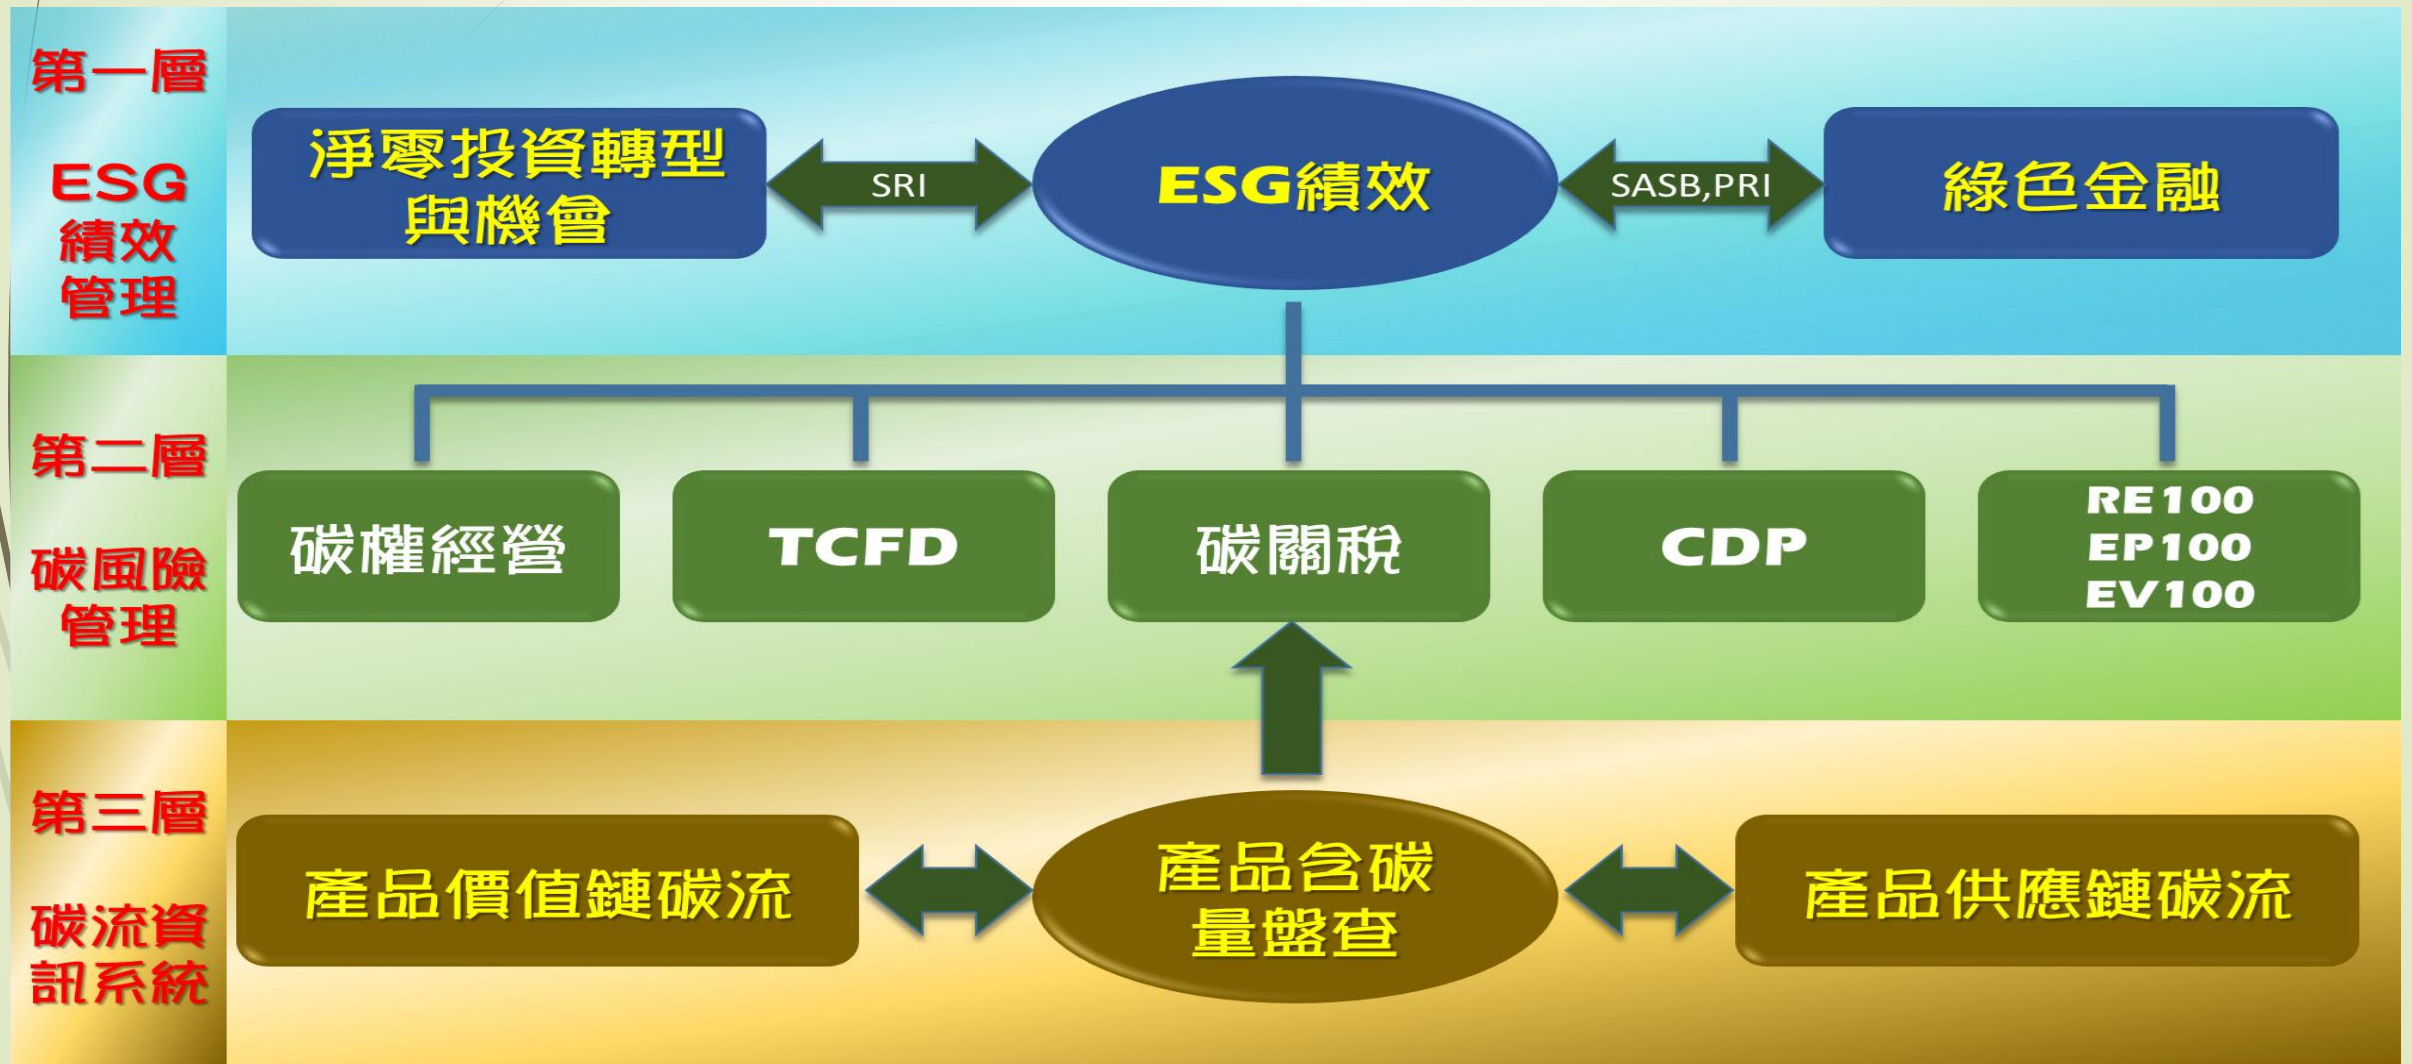 第一層
ESG
績效
管理
淨零投資轉型
與機會
SRI
ESG績效
SASB,PRI
綠色金融
第二層
碳風險
管理
碳權經營
TCFD
碳關稅
CDP
RE100
EP100
EV100
第三層
碳流資
訊系統
產品價值鏈碳流
產品含碳
量盤查
產品供應鏈碳流